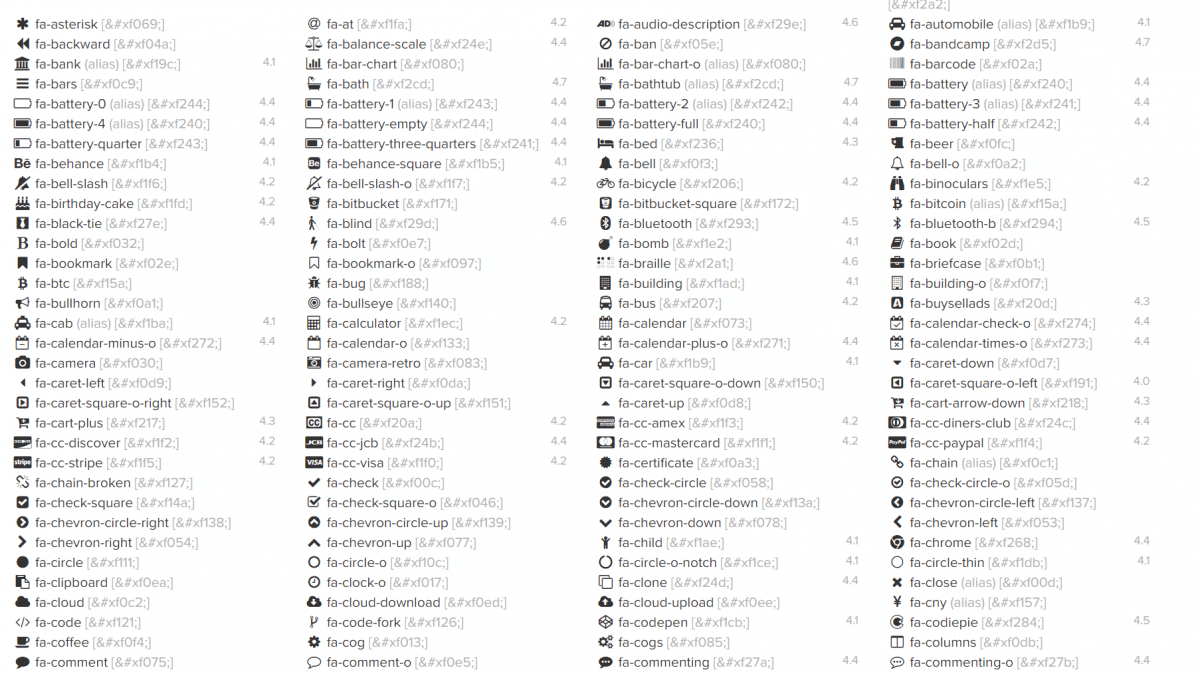 [&#xf2a2;]
fa-asterisk [&#xf069;] fa-at [&#xf1fa;] 4.2 fa-audio-description [&#xf29e;] 4.6 fa-automobile (alias) [&#xf1b9;] 4.1
fa-backward [&#xf04a;] fa-balance-scale [&#xf24e;] 4.4 fa-ban [&#xf05e;] fa-bandcamp [&#xf2d5;] 4.7
fa-bank (alias) [&#xf19c;] 4.1 fa-bar-chart [&#xf080;] fa-bar-chart-o (alias) [&#xf080;] fa-barcode [&#xf02a;]
fa-bars [&#xf0c9;] fa-bath [&#xf2cd;] 4.7 fa-bathtub (alias) [&#xf2cd;] 4.7 fa-battery (alias) [&#xf240;] 4.4
fa-battery-0 (alias) [&#xf244;] 4.4 fa-battery-1 (alias) [&#xf243;] 4.4 fa-battery-2 (alias) [&#xf242;] 4.4 fa-battery-3 (alias) [&#xf241;] 4.4
fa-battery-4 (alias) [&#xf240;] 4.4 fa-battery-empty [&#xf244;] 4.4 fa-battery-full [&#xf240;] 4.4 fa-battery-half [&#xf242;] 4.4
fa-battery-quarter [&#xf243;] 4.4 fa-battery-three-quarters [&#xf241;] 4.4 fa-bed [&#xf236;] 4.3 fa-beer [&#xf0fc;]
Bē fa-behance [&#xf1b4;] 4.1 Bē fa-behance-square [&#xf1b5;] 4.1 fa-bell [&#xf0f3;] fa-bell-o [&#xf0a2;]
fa-bell-slash [&#xf1f6;] 4.2 fa-bell-slash-o [&#xf1f7;] 4.2 fa-bicycle [&#xf206;] 4.2 fa-binoculars [&#xf1e5;] 4.2
fa-birthday-cake [&#xf1fd;] 4.2 fa-bitbucket [&#xf171;] fa-bitbucket-square [&#xf172;] fa-bitcoin (alias) [&#xf15a;]
fa-black-tie [&#xf27e;] 4.4 fa-blind [&#xf29d;] 4.6 fa-bluetooth [&#xf293;] 4.5 fa-bluetooth-b [&#xf294;] 4.5
B fa-bold [&#xf032;] fa-bolt [&#xf0e7;] fa-bomb [&#xf1e2;] 4.1 fa-book [&#xf02d;]
fa-bookmark [&#xf02e;] fa-bookmark-o [&#xf097;] fa-braille [&#xf2a1;] 4.6 fa-briefcase [&#xf0b1;]
fa-btc [&#xf15a;] fa-bug [&#xf188;] fa-building [&#xf1ad;] 4.1 fa-building-o [&#xf0f7;]
fa-bullhorn [&#xf0a1;] fa-bullseye [&#xf140;] fa-bus [&#xf207;] 4.2 fa-buysellads [&#xf20d;] 4.3
fa-cab (alias) [&#xf1ba;] 4.1 fa-calculator [&#xf1ec;] 4.2 fa-calendar [&#xf073;] fa-calendar-check-o [&#xf274;] 4.4
fa-calendar-minus-o [&#xf272;] 4.4 fa-calendar-o [&#xf133;] fa-calendar-plus-o [&#xf271;] 4.4 fa-calendar-times-o [&#xf273;] 4.4
fa-camera [&#xf030;] fa-camera-retro [&#xf083;] fa-car [&#xf1b9;] 4.1 fa-caret-down [&#xf0d7;]
fa-caret-left [&#xf0d9;] fa-caret-right [&#xf0da;] fa-caret-square-o-down [&#xf150;] fa-caret-square-o-left [&#xf191;] 4.0
fa-caret-square-o-right [&#xf152;] fa-caret-square-o-up [&#xf151;] fa-caret-up [&#xf0d8;] fa-cart-arrow-down [&#xf218;] 4.3
fa-cart-plus [&#xf217;] 4.3 CC fa-cc [&#xf20a;] 4.2 fa-cc-amex [&#xf1f3;] 4.2 fa-cc-diners-club [&#xf24c;] 4.4
fa-cc-discover [&#xf1f2;] 4.2 JCB fa-cc-jcb [&#xf24b;] 4.4 fa-cc-mastercard [&#xf1f1;] 4.2 PayPal fa-cc-paypal [&#xf1f4;] 4.2
stripe fa-cc-stripe [&#xf1f5;] 4.2 VISA fa-cc-visa [&#xf1f0;] 4.2 fa-certificate [&#xf0a3;] fa-chain (alias) [&#xf0c1;]
fa-chain-broken [&#xf127;] fa-check [&#xf00c;] fa-check-circle [&#xf058;] fa-check-circle-o [&#xf05d;]
fa-check-square [&#xf14a;] fa-check-square-o [&#xf046;] fa-chevron-circle-down [&#xf13a;] fa-chevron-circle-left [&#xf137;]
fa-chevron-circle-right [&#xf138;] fa-chevron-circle-up [&#xf139;] fa-chevron-down [&#xf078;] fa-chevron-left [&#xf053;]
fa-chevron-right [&#xf054;] fa-chevron-up [&#xf077;] fa-child [&#xf1ae;] 4.1 fa-chrome [&#xf268;] 4.4
fa-circle [&#xf111;] fa-circle-o [&#xf10c;] fa-circle-o-notch [&#xf1ce;] 4.1 fa-circle-thin [&#xf1db;] 4.1
fa-clipboard [&#xf0ea;] fa-clock-o [&#xf017;] fa-clone [&#xf24d;] 4.4 fa-close (alias) [&#xf00d;]
fa-cloud [&#xf0c2;] fa-cloud-download [&#xf0ed;] fa-cloud-upload [&#xf0ee;] ¥ fa-cny (alias) [&#xf157;]
</> fa-code [&#xf121;] fa-code-fork [&#xf126;] fa-codepen [&#xf1cb;] 4.1 fa-codiepie [&#xf284;] 4.5
fa-coffee [&#xf0f4;] fa-cog [&#xf013;] fa-cogs [&#xf085;] fa-columns [&#xf0db;]
fa-comment [&#xf075;] fa-comment-o [&#xf0e5;] fa-commenting [&#xf27a;] 4.4 fa-commenting-o [&#xf27b;] 4.4